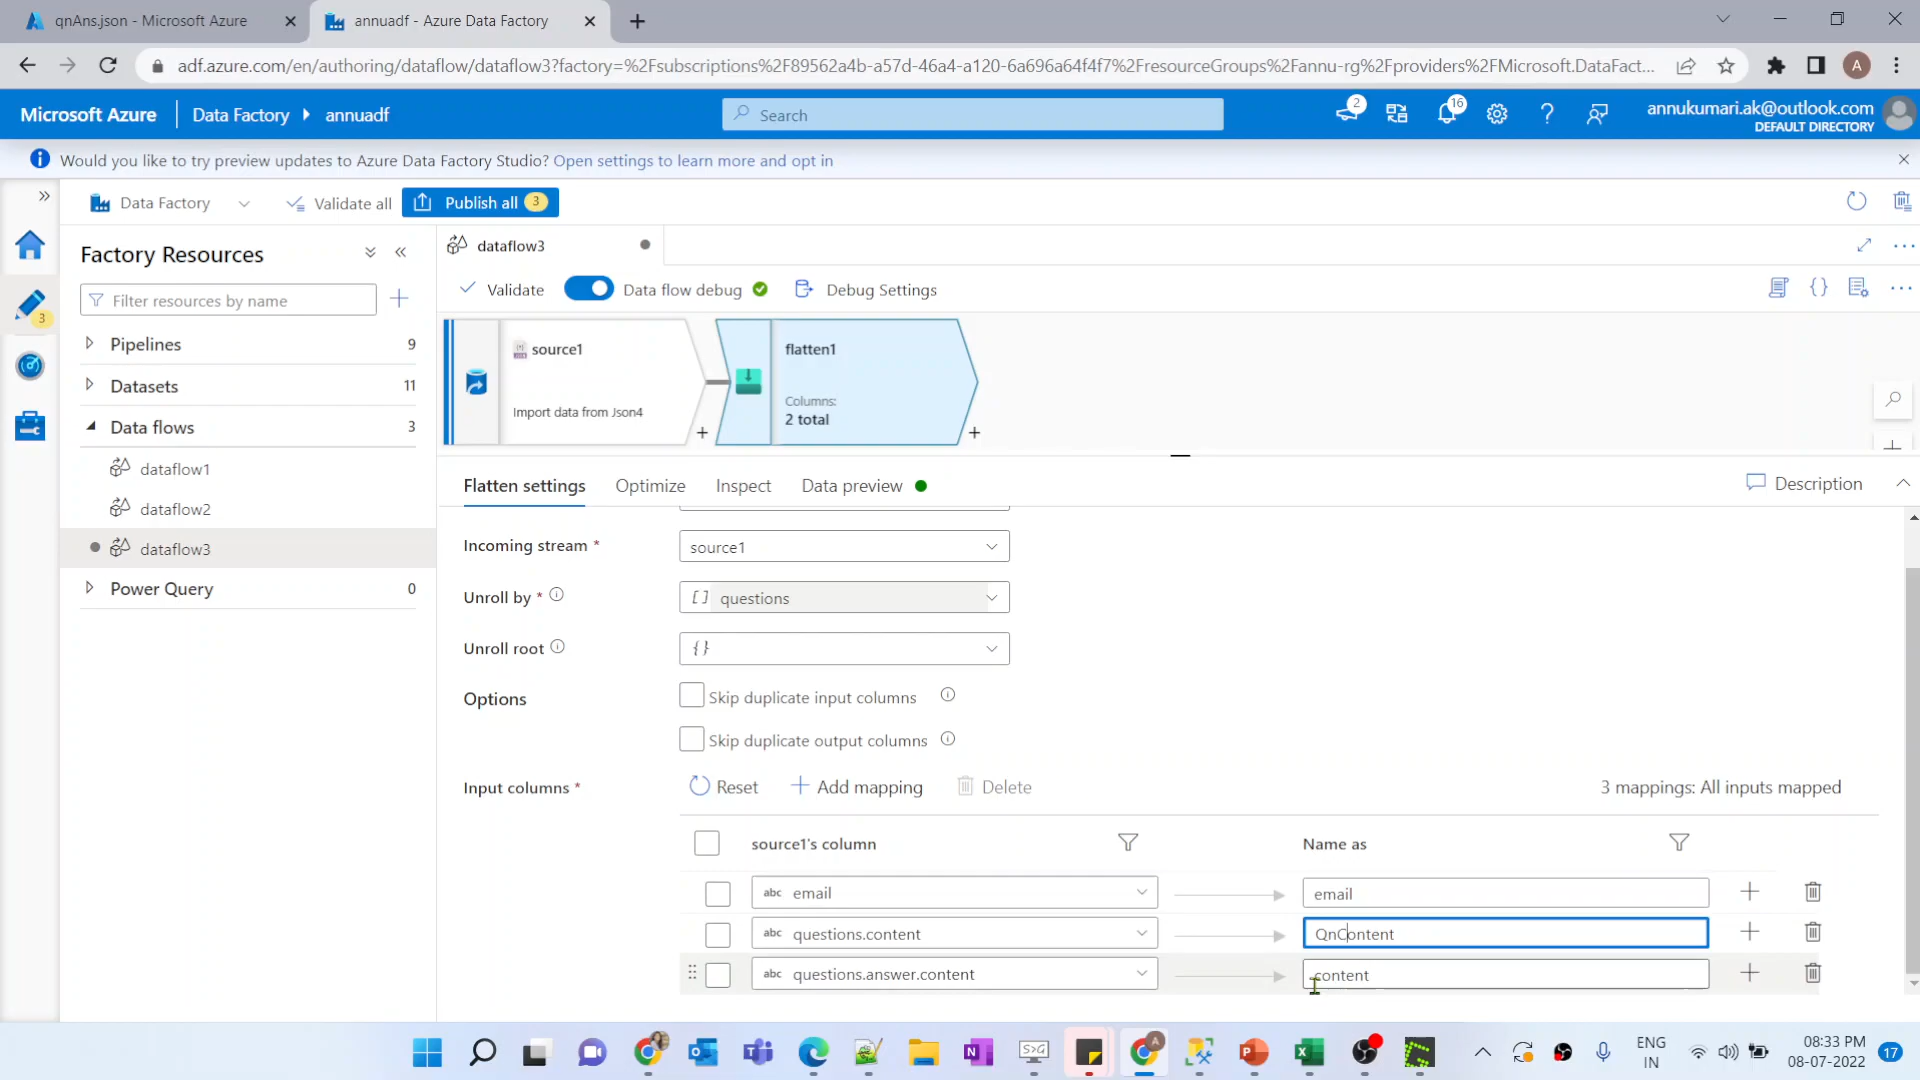 qnAns.json - Microsoft Azure
annuadf - Azure Data Factory
adf.azure.com/en/authoring/dataflow/dataflow3?factory=%2Fsubscriptions%2F89562a4b-a57d-46a4-a120-6a696a64f4f7%2FresourceGroups%2Fannu-rg%2Fproviders%2FMicrosoft.DataFact...
A
Microsoft Azure
Data Factory
annuadf
Search
2
16
annukumari.ak@outlook.com
DEFAULT DIRECTORY
Would you like to try preview updates to Azure Data Factory Studio? Open settings to learn more and opt in
Data Factory
Validate all
Publish all 3
Factory Resources
Filter resources by name
3
Pipelines 9
Datasets 11
Data flows 3
dataflow1
dataflow2
dataflow3
Power Query 0
dataflow3
Validate
Data flow debug
Debug Settings
source1
Import data from Json4
flatten1
Columns:
2 total
Flatten settings
Optimize
Inspect
Data preview
Description
Incoming stream *
source1
Unroll by *
[] questions
Unroll root
{}
Options
Skip duplicate input columns
Skip duplicate output columns
Input columns *
Reset
Add mapping
Delete
3 mappings: All inputs mapped
source1's column
Name as
abc email
email
abc questions.content
QnContent
abc questions.answer.content
content
S>G
A
ENG
IN
08:33 PM
08-07-2022
17